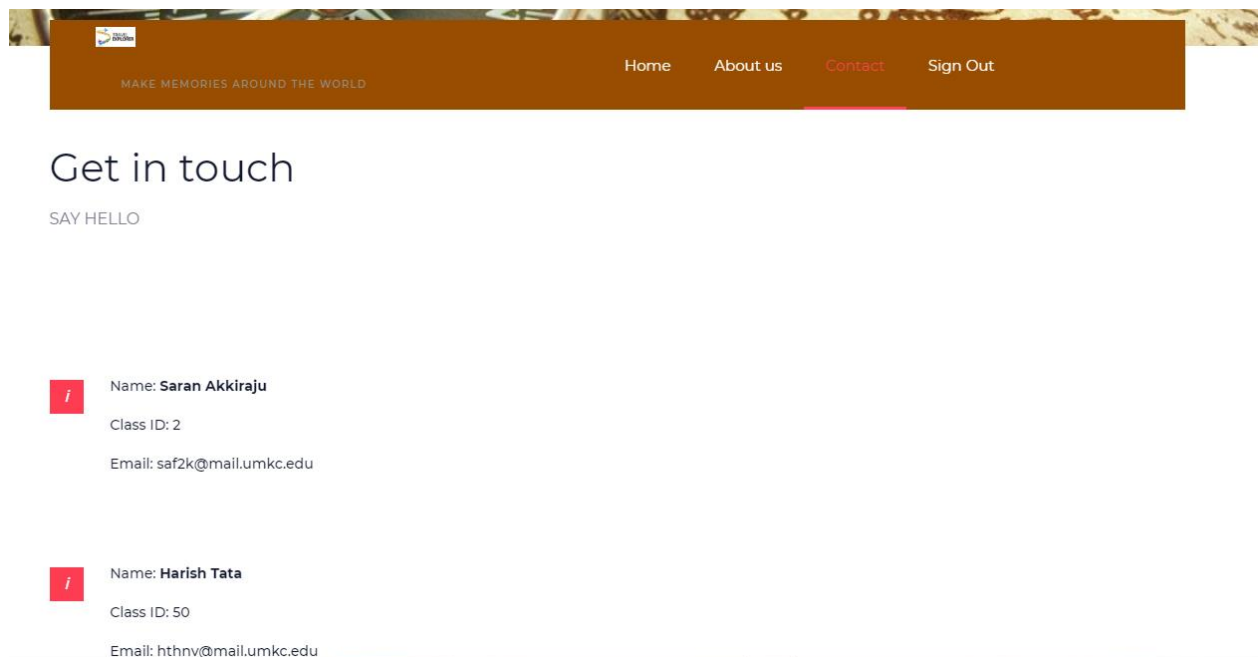 TRAVEL
EXPLORER
MAKE MEMORIES AROUND THE WORLD
Home About us Contact Sign Out
Get in touch
SAY HELLO
i
Name: Saran Akkiraju
Class ID: 2
Email: saf2k@mail.umkc.edu
i
Name: Harish Tata
Class ID: 50
Email: hthnv@mail.umkc.edu